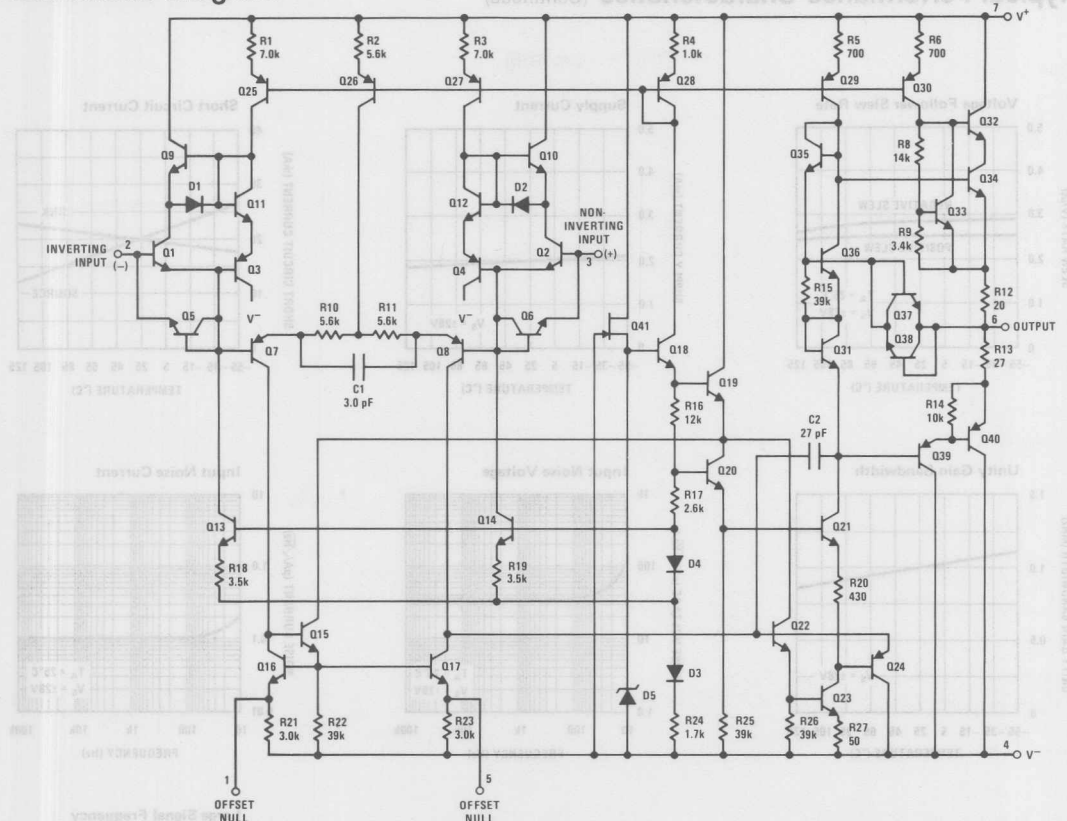 7 V+
R1
7.0k
R2
5.6k
R3
7.0k
R4
1.0k
R5
700
R6
700
Q25
Q26
Q27
Q28
Q29
Q30
Q32
Q9
Q10
Q35
R8
14k
Q34
D1
D2
Q11
Q12
Q33
NON-
INVERTING
INPUT
3 (+)
INVERTING
INPUT
2
(−)
Q1
Q2
R9
3.4k
Q3
Q4
Q36
V−
V−
R15
39k
R12
20
Q5
Q6
R10
5.6k
R11
5.6k
Q41
Q37
6
OUTPUT
Q38
Q7
Q8
Q18
Q31
R13
27
C1
3.0 pF
Q19
R16
12k
C2
27 pF
R14
10k
Q39
Q40
Q20
R17
2.6k
Q13
Q14
Q21
R18
3.5k
R19
3.5k
D4
R20
430
Q15
Q22
Q16
Q17
Q24
D3
Q23
D5
R21
3.0k
R22
39k
R23
3.0k
R24
1.7k
R25
39k
R26
39k
R27
50
4
V−
1
OFFSET
NULL
5
OFFSET
NULL